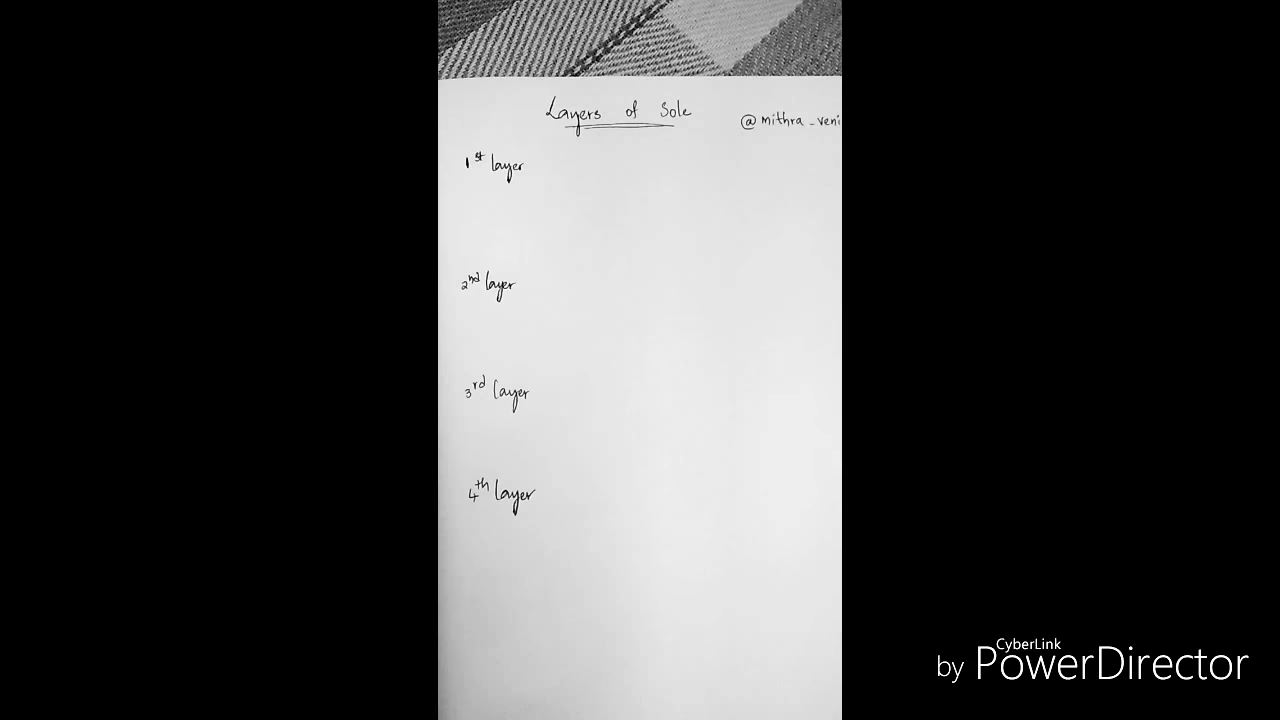 Layers of Sole
@mithra_veni
1st layer
2nd layer
3rd layer
4th layer
CyberLink
by PowerDirector